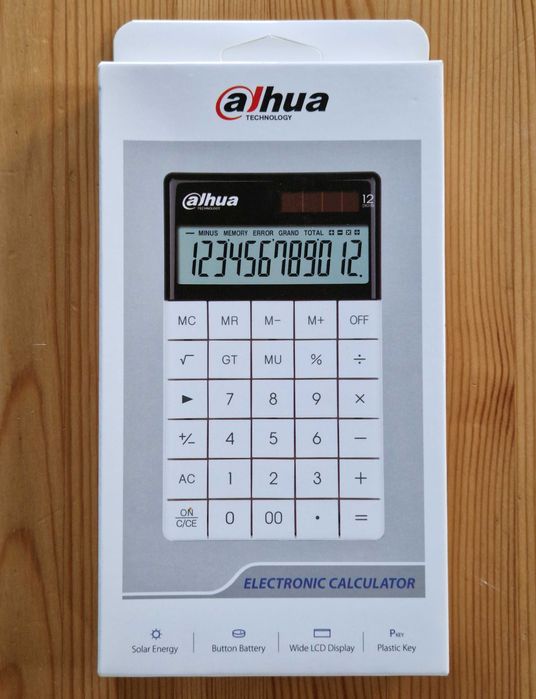 alhua
TECHNOLOGY
alhua
TECHNOLOGY
12
DIGITS
— MINUS MEMORY ERROR GRAND TOTAL + − × ÷
123456789012.
MC MR M− M+ OFF
√ GT MU % ÷
▶ 7 8 9 ×
+/− 4 5 6 −
AC 1 2 3 +
ON
C/CE 0 00 · =
ELECTRONIC CALCULATOR
PKEY
Solar Energy Button Battery Wide LCD Display Plastic Key